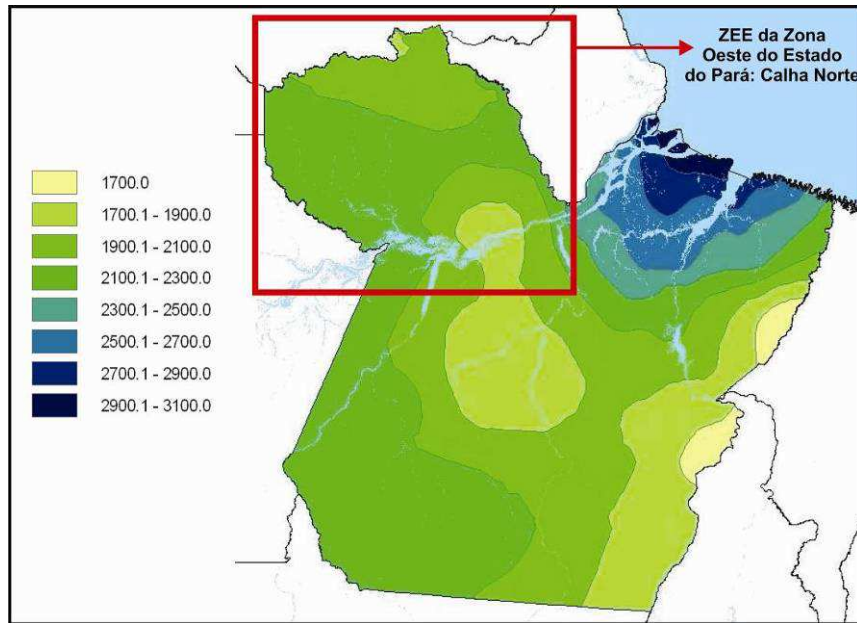 ZEE da Zona
Oeste do Estado
do Pará: Calha Norte
1700.0
1700.1 - 1900.0
1900.1 - 2100.0
2100.1 - 2300.0
2300.1 - 2500.0
2500.1 - 2700.0
2700.1 - 2900.0
2900.1 - 3100.0